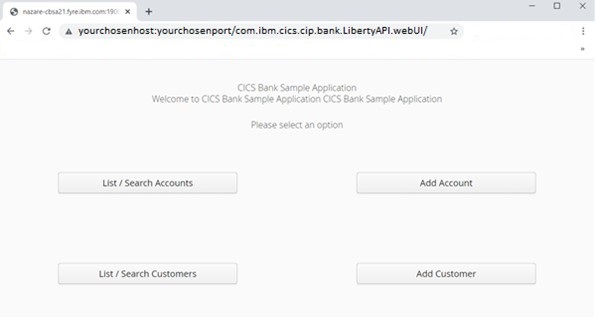 nazare-cbsa21.fyre.ibm.com:190
yourchosenhost:yourchosenport/com.ibm.cics.cip.bank.LibertyAPI.webUI/
CICS Bank Sample Application
Welcome to CICS Bank Sample Application CICS Bank Sample Application
Please select an option
List / Search Accounts
Add Account
List / Search Customers
Add Customer